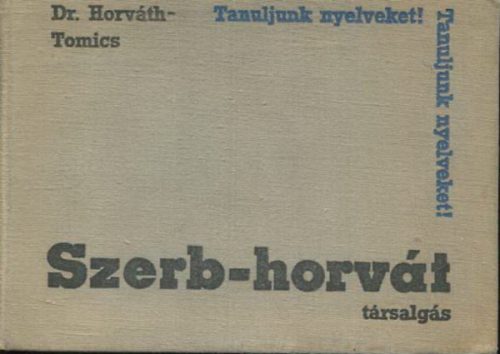 Dr. Horváth-
Tomics
Tanuljunk nyelveket!
Tanuljunk nyelveket!
Szerb-horvát
társalgás